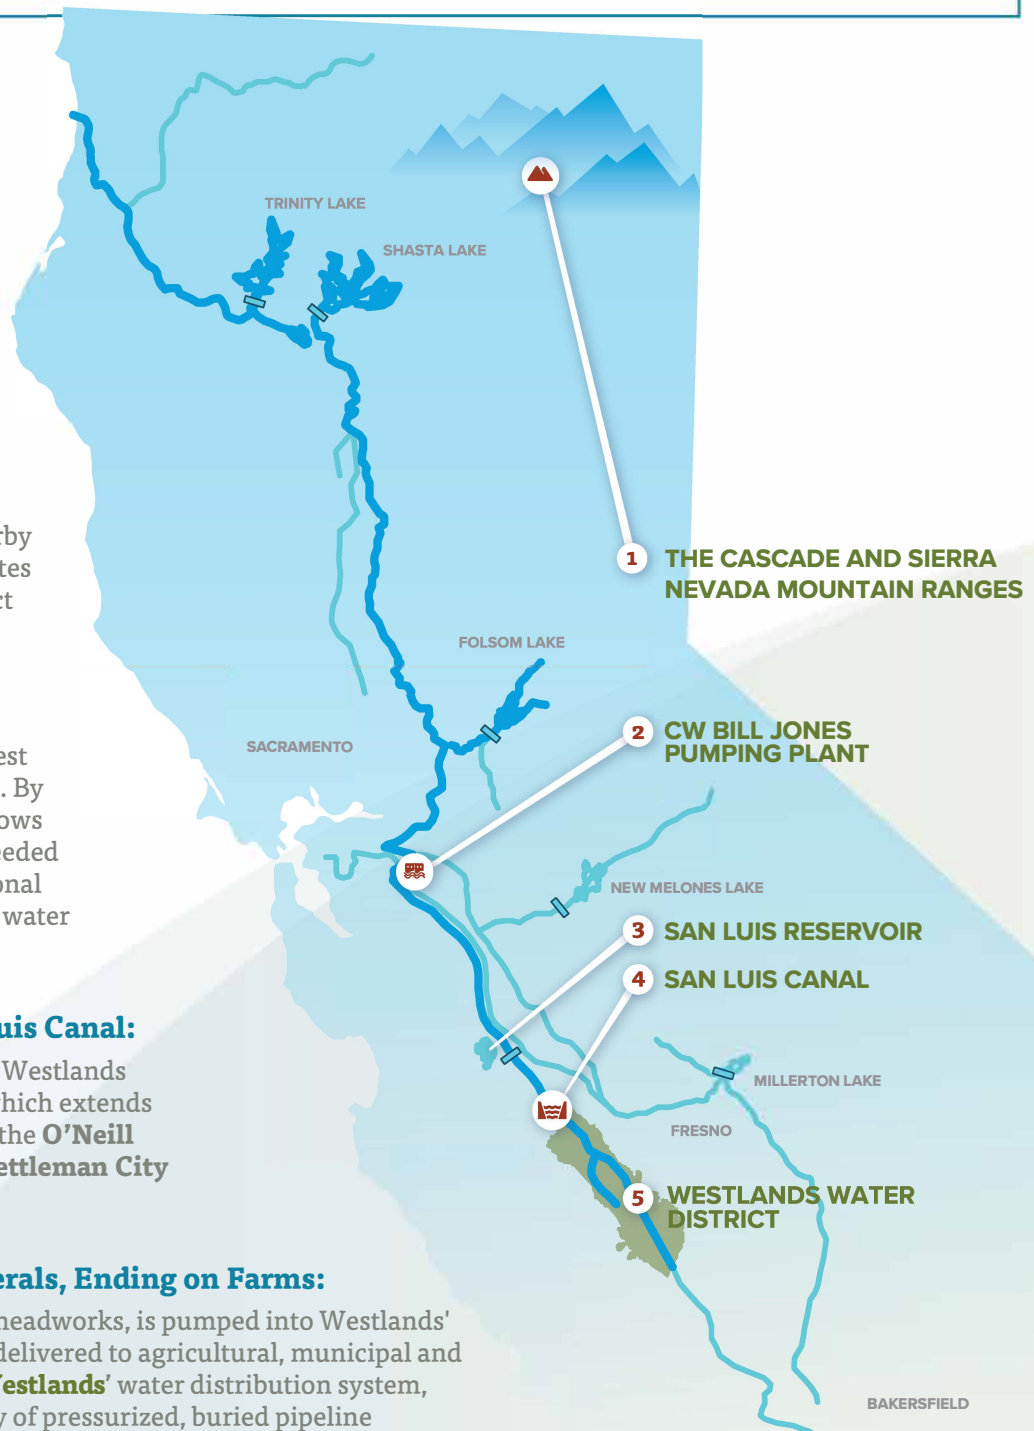 TRINITY LAKE
SHASTA LAKE
1 THE CASCADE AND SIERRA
NEVADA MOUNTAIN RANGES
FOLSOM LAKE
SACRAMENTO
2 CW BILL JONES
PUMPING PLANT
NEW MELONES LAKE
3 SAN LUIS RESERVOIR
4 SAN LUIS CANAL
MILLERTON LAKE
FRESNO
5 WESTLANDS WATER
DISTRICT
BAKERSFIELD
rby
tes
ct
est
. By
ows
eeded
onal
water
uis Canal:
Westlands
which extends
the O’Neill
ettleman City
erals, Ending on Farms:
headworks, is pumped into Westlands'
delivered to agricultural, municipal and
Westlands’ water distribution system,
y of pressurized, buried pipeline